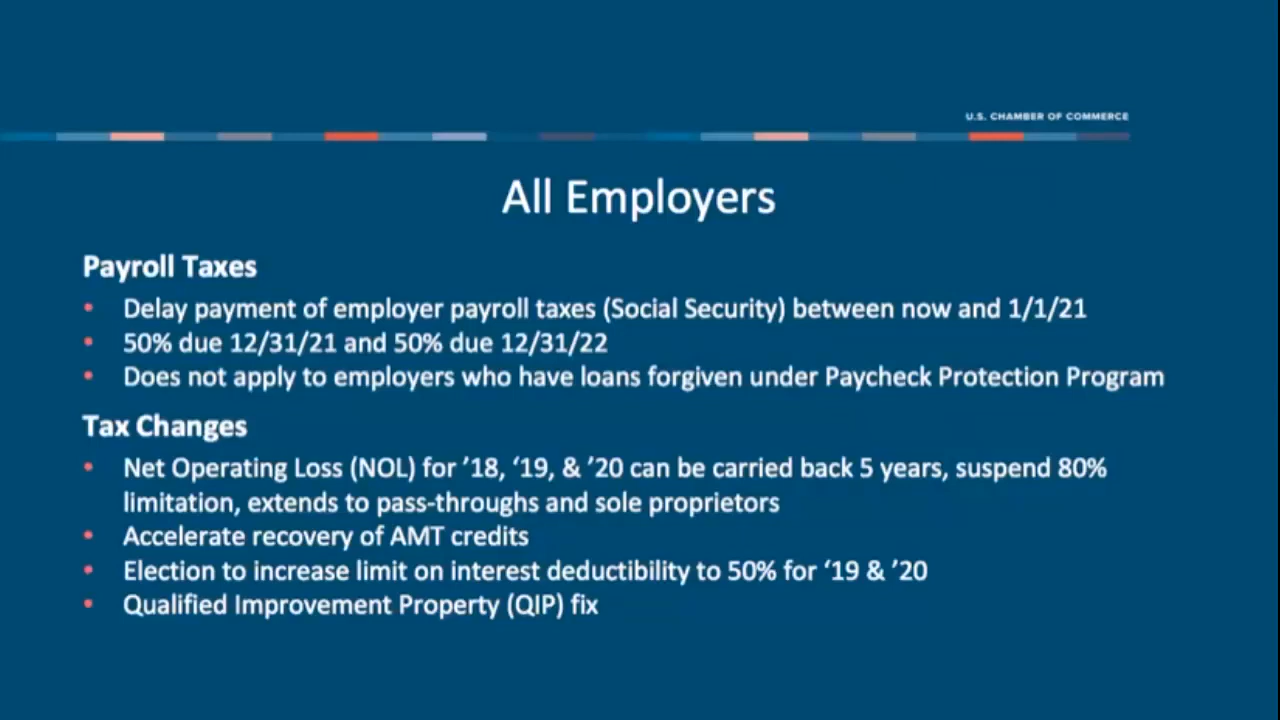 U.S. CHAMBER OF COMMERCE
All Employers
Payroll Taxes
• Delay payment of employer payroll taxes (Social Security) between now and 1/1/21
• 50% due 12/31/21 and 50% due 12/31/22
• Does not apply to employers who have loans forgiven under Paycheck Protection Program
Tax Changes
• Net Operating Loss (NOL) for ’18, ‘19, & ’20 can be carried back 5 years, suspend 80%
limitation, extends to pass-throughs and sole proprietors
• Accelerate recovery of AMT credits
• Election to increase limit on interest deductibility to 50% for ‘19 & ’20
• Qualified Improvement Property (QIP) fix